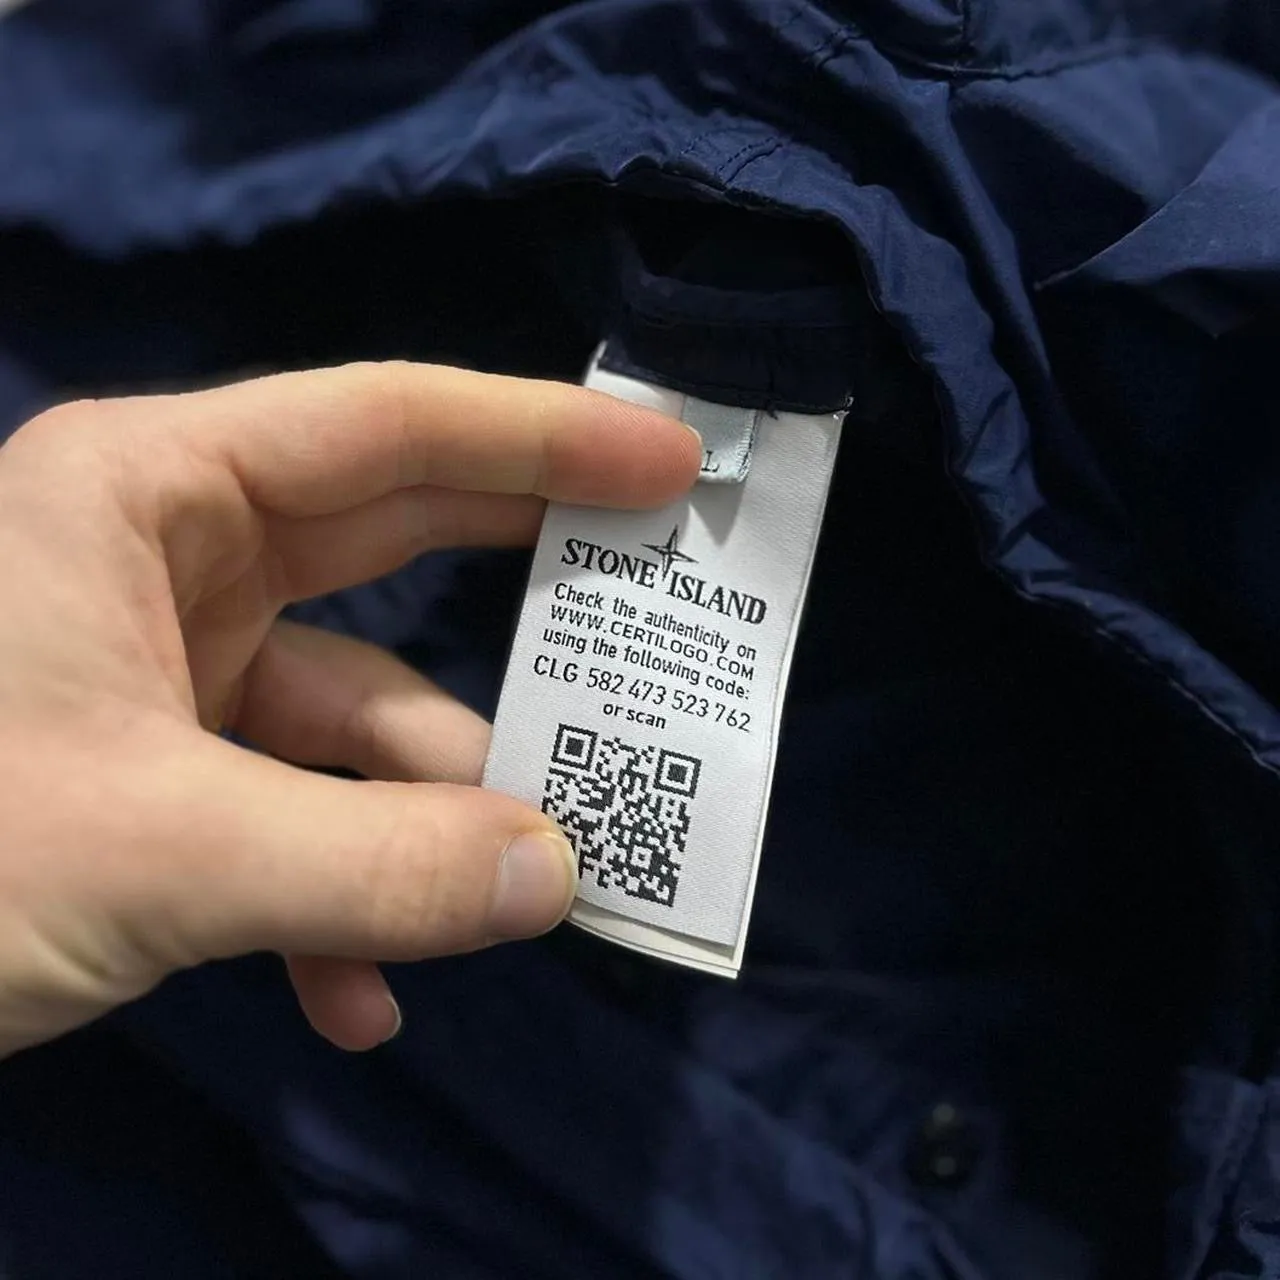 L
STONE ISLAND
Check the authenticity on
WWW.CERTILOGO.COM
using the following code:
CLG 582 473 523 762
or scan